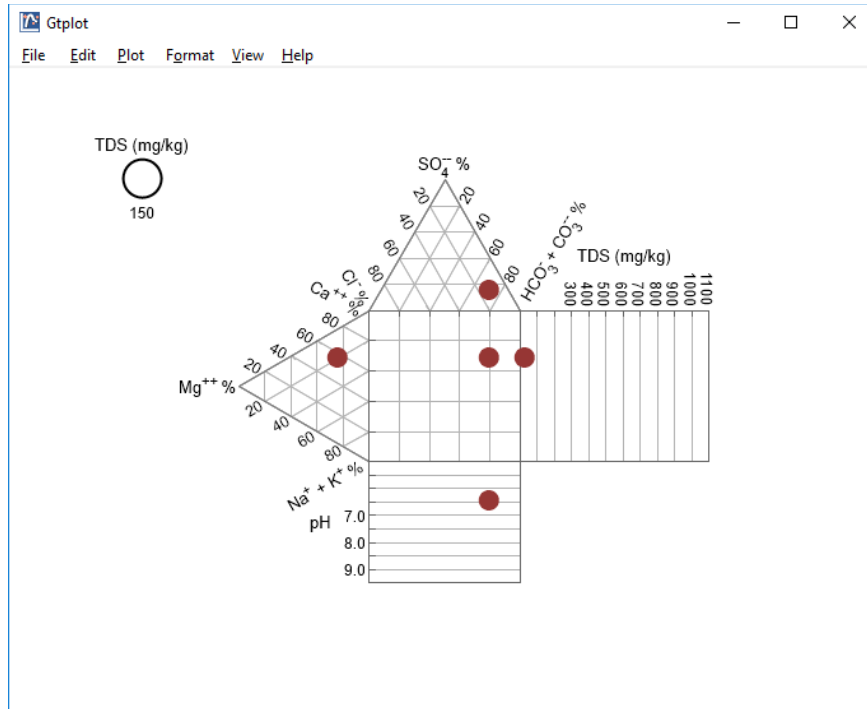 Gtplot
File Edit Plot Format View Help
TDS (mg/kg)
150
SO4-- %
20 20
40 40
60 60
80 80
Cl- %
HCO3- + CO3-- %
TDS (mg/kg)
300 400 500 600 700 800 900 1000 1100
Ca++ %
80
60
40
20
Mg++ %
20
40
60
80
Na+ + K+ %
pH
7.0
8.0
9.0